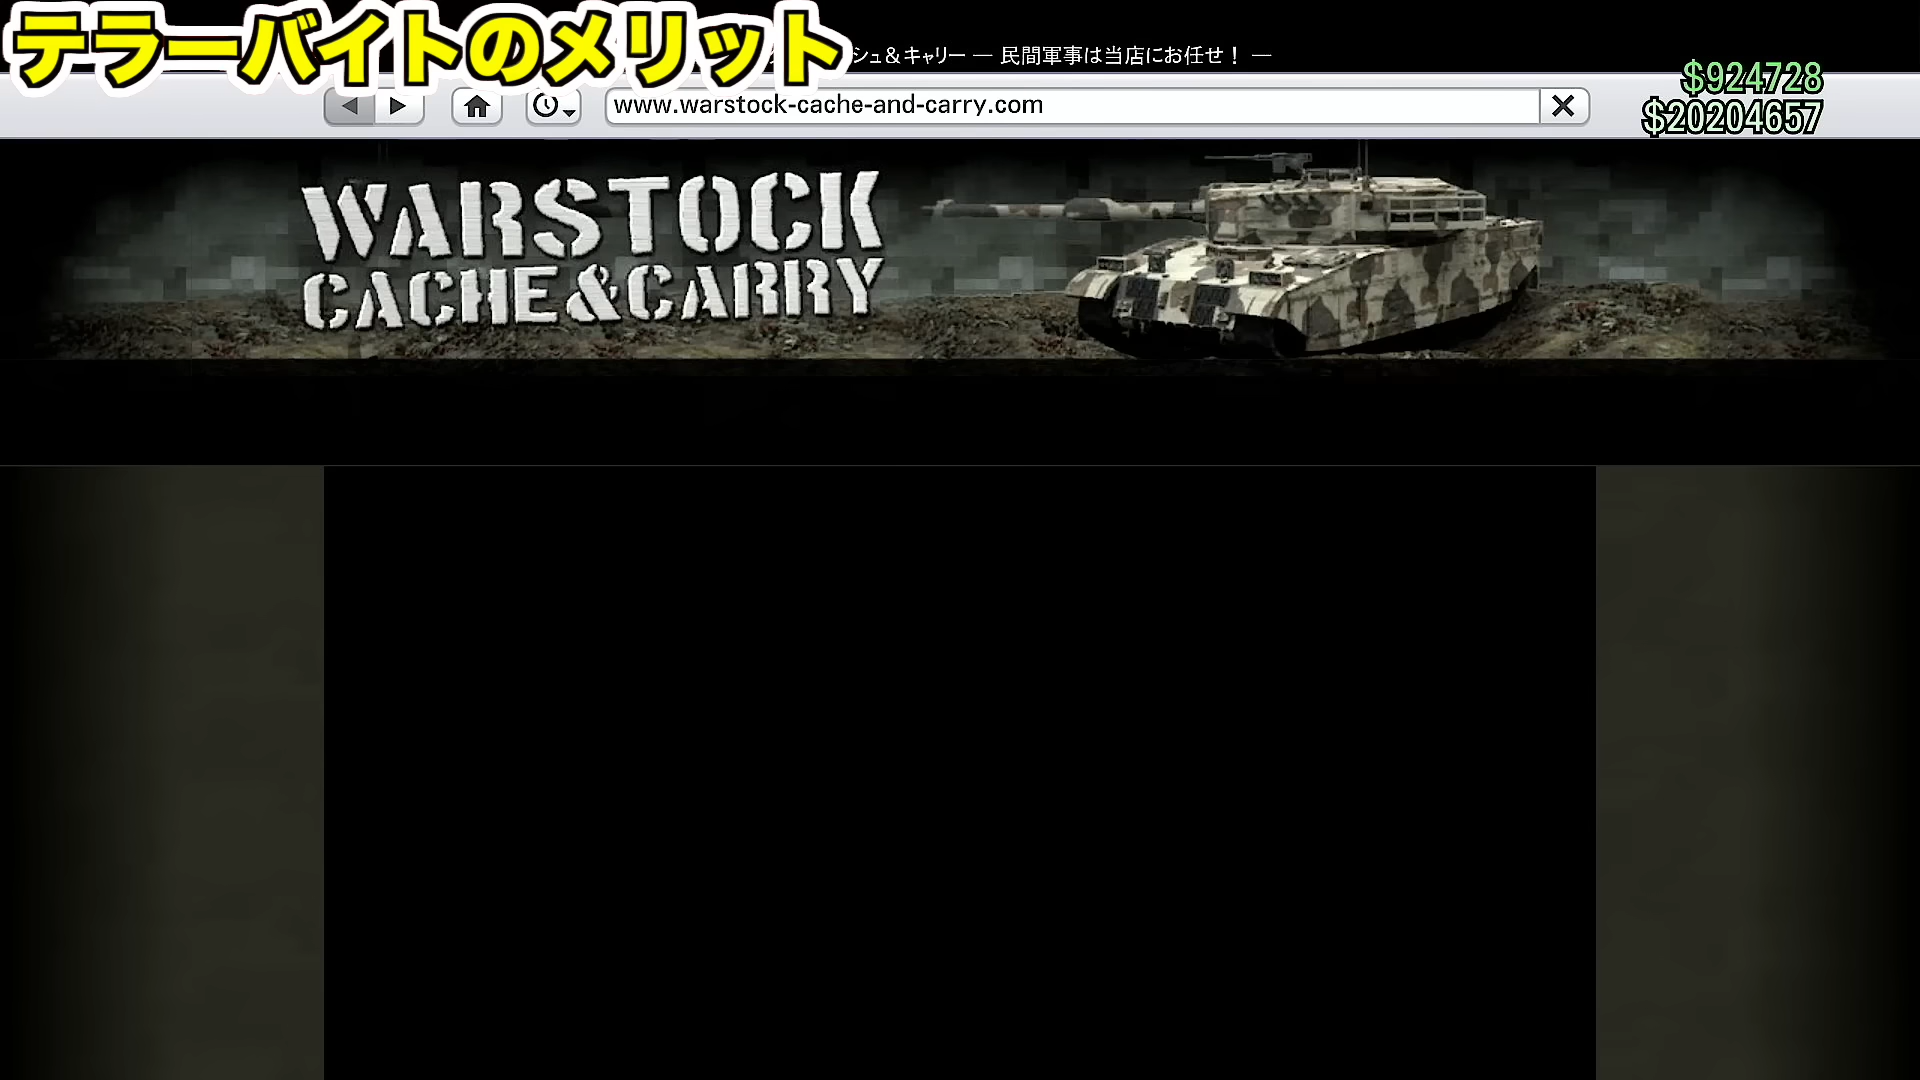 テラーバイトのメリット
シュ＆キャリー ― 民間軍事は当店にお任せ！ ―
$924728
www.warstock-cache-and-carry.com
$20204657
WARSTOCK
CACHE&CARRY